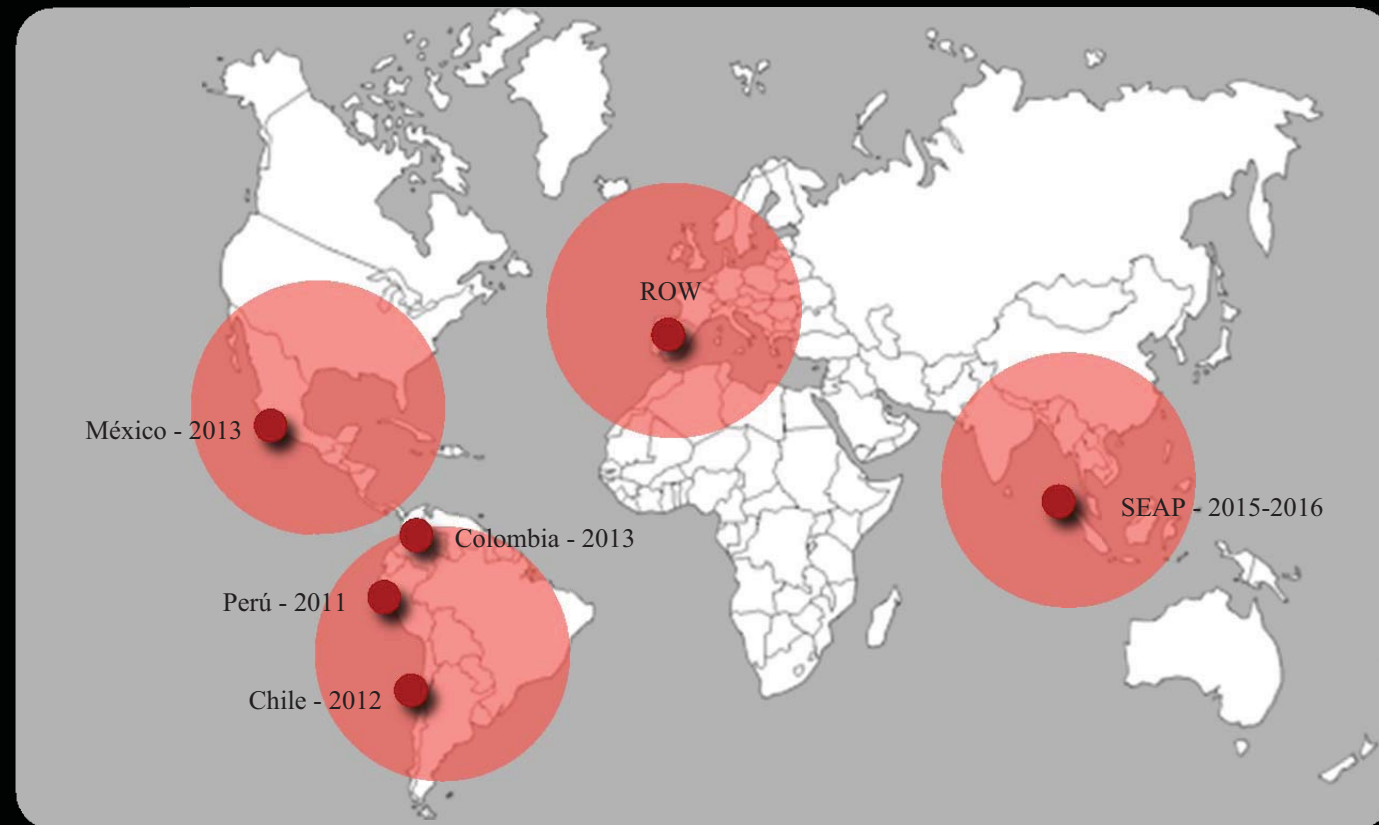 ROW
México - 2013
SEAP - 2015-2016
Colombia - 2013
Perú - 2011
Chile - 2012